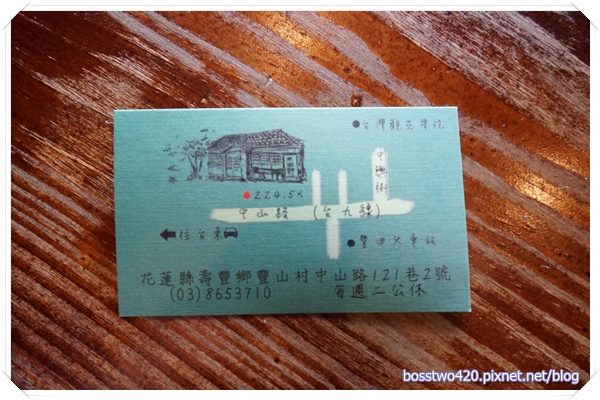 ●台灣觀光學院
中興街
●224.5K
中山路 (台九線)
往台東
●豐田火車站
花蓮縣壽豐鄉豐山村中山路121巷2號
(03)8653710 每週二公休
bosstwo420.pixnet.net/blog